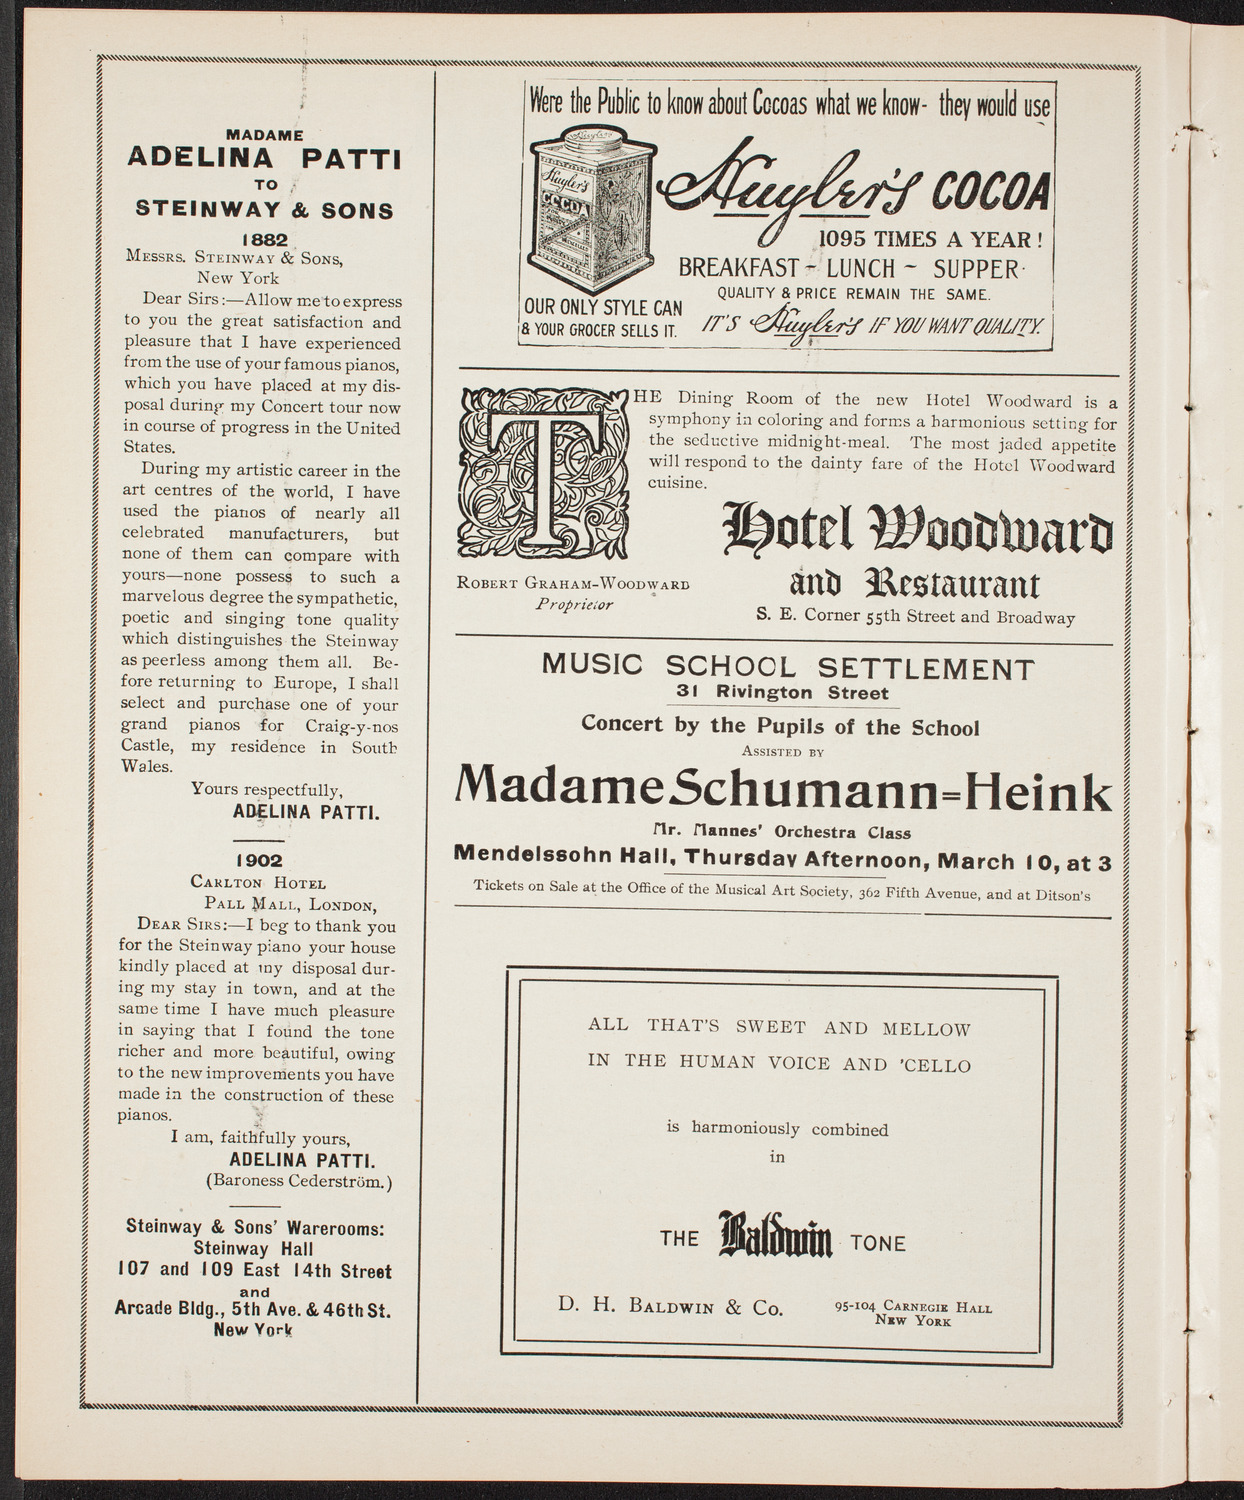 MADAME
ADELINA PATTI
TO
STEINWAY & SONS
1882
MESSRS. STEINWAY & SONS,
New York
Dear Sirs:—Allow me to express
to you the great satisfaction and
pleasure that I have experienced
from the use of your famous pianos,
which you have placed at my dis-
posal during my Concert tour now
in course of progress in the United
States.
During my artistic career in the
art centres of the world, I have
used the pianos of nearly all
celebrated manufacturers, but
none of them can compare with
yours—none possess to such a
marvelous degree the sympathetic,
poetic and singing tone quality
which distinguishes the Steinway
as peerless among them all. Be-
fore returning to Europe, I shall
select and purchase one of your
grand pianos for Craig-y-nos
Castle, my residence in South
Wales.
Yours respectfully,
ADELINA PATTI.
1902
CARLTON HOTEL
PALL MALL, LONDON,
DEAR SIRS:—I beg to thank you
for the Steinway piano your house
kindly placed at my disposal dur-
ing my stay in town, and at the
same time I have much pleasure
in saying that I found the tone
richer and more beautiful, owing
to the new improvements you have
made in the construction of these
pianos.
I am, faithfully yours,
ADELINA PATTI.
(Baroness Cederström.)
Steinway & Sons' Warerooms:
Steinway Hall
107 and 109 East 14th Street
and
Arcade Bldg., 5th Ave. & 46th St.
New York
Were the Public to know about Cocoas what we know- they would use
Huyler's
Huyler's
COCOA
Huyler's COCOA
1095 TIMES A YEAR!
BREAKFAST ~ LUNCH ~ SUPPER.
QUALITY & PRICE REMAIN THE SAME.
OUR ONLY STYLE CAN
& YOUR GROCER SELLS IT.
IT'S Huyler's IF YOU WANT QUALITY.
THE Dining Room of the new Hotel Woodward is a
symphony in coloring and forms a harmonious setting for
the seductive midnight-meal. The most jaded appetite
will respond to the dainty fare of the Hotel Woodward
cuisine.
Hotel Woodward
and Restaurant
S. E. Corner 55th Street and Broadway
ROBERT GRAHAM-WOODWARD
Proprietor
MUSIC SCHOOL SETTLEMENT
31 Rivington Street
Concert by the Pupils of the School
ASSISTED BY
Madame Schumann=Heink
Mr. Mannes' Orchestra Class
Mendelssohn Hall, Thursday Afternoon, March 10, at 3
Tickets on Sale at the Office of the Musical Art Society, 362 Fifth Avenue, and at Ditson's
ALL THAT'S SWEET AND MELLOW
IN THE HUMAN VOICE AND 'CELLO
is harmoniously combined
in
THE Baldwin TONE
D. H. BALDWIN & CO.
95-104 CARNEGIE HALL
NEW YORK